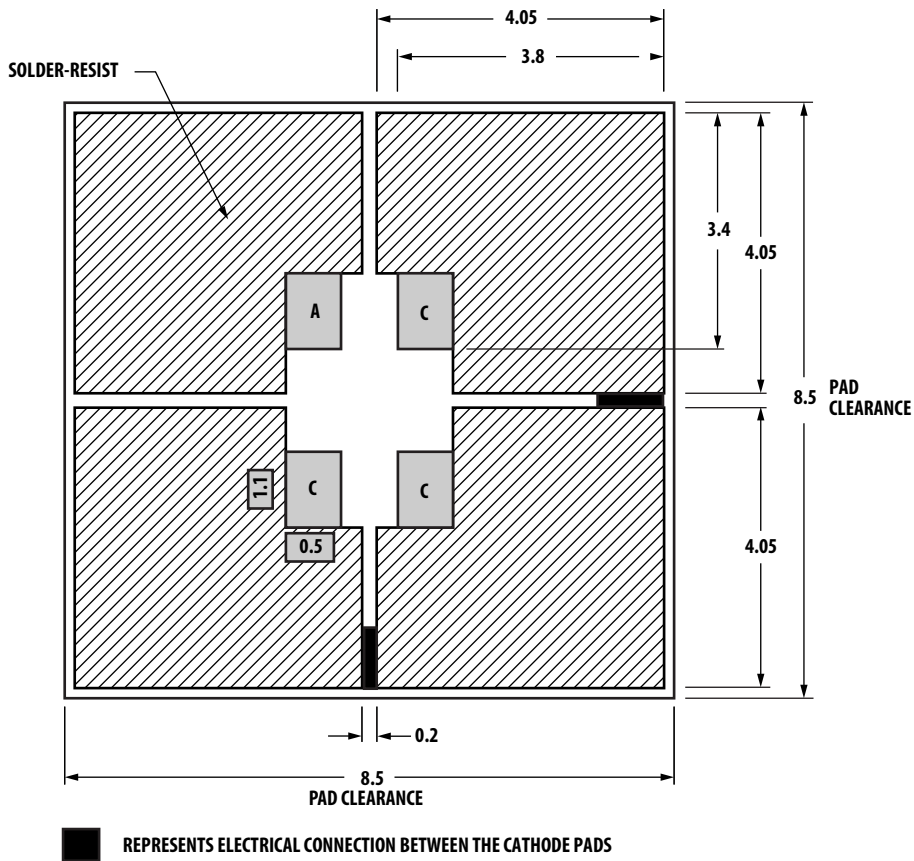 4.05
3.8
SOLDER-RESIST
3.4
4.05
A
C
8.5 PAD
CLEARANCE
C
C
1.1
0.5
4.05
0.2
8.5
PAD CLEARANCE
REPRESENTS ELECTRICAL CONNECTION BETWEEN THE CATHODE PADS